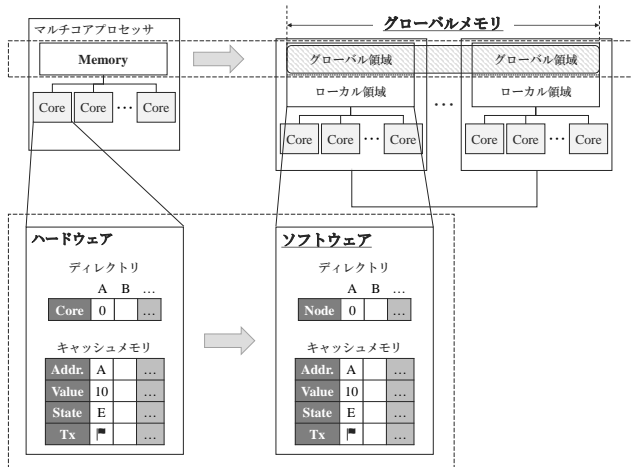 グローバルメモリ
マルチコアプロセッサ
Memory
グローバル領域
グローバル領域
ローカル領域
ローカル領域
…
Core
Core
…
Core
Core
Core
…
Core
Core
Core
…
Core
ハードウェア
ディレクトリ
A B …
Core 0 …
キャッシュメモリ
Addr. A …
Value 10 …
State E …
Tx …
ソフトウェア
ディレクトリ
A B …
Node 0 …
キャッシュメモリ
Addr. A …
Value 10 …
State E …
Tx …